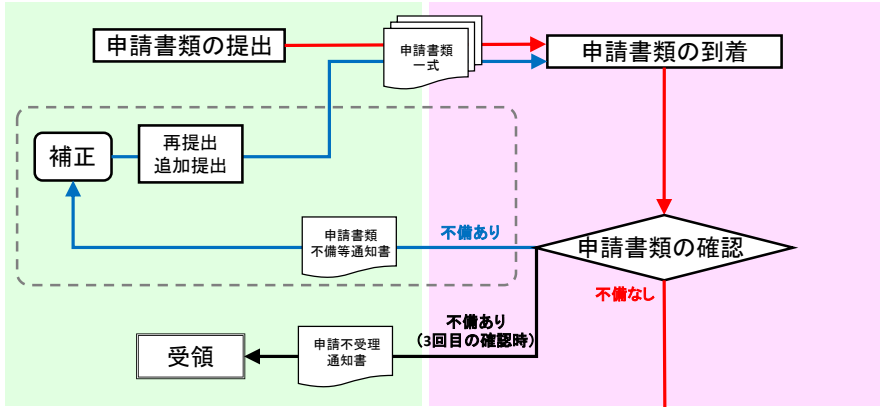 申請書類の提出
申請書類
一式
申請書類の到着
補正
再提出
追加提出
申請書類
不備等通知書
不備あり
申請書類の確認
不備なし
不備あり
（3回目の確認時）
受領
申請不受理
通知書